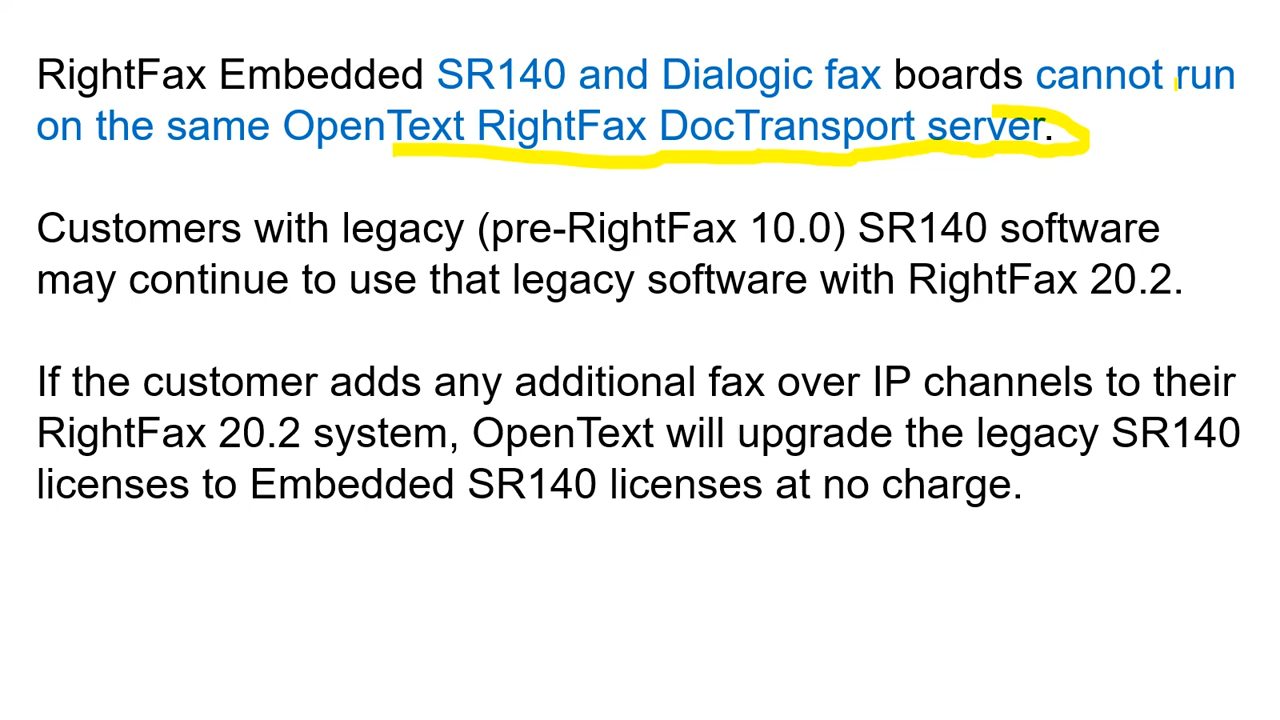 RightFax Embedded SR140 and Dialogic fax boards cannot run
on the same OpenText RightFax DocTransport server.
Customers with legacy (pre-RightFax 10.0) SR140 software
may continue to use that legacy software with RightFax 20.2.
If the customer adds any additional fax over IP channels to their
RightFax 20.2 system, OpenText will upgrade the legacy SR140
licenses to Embedded SR140 licenses at no charge.